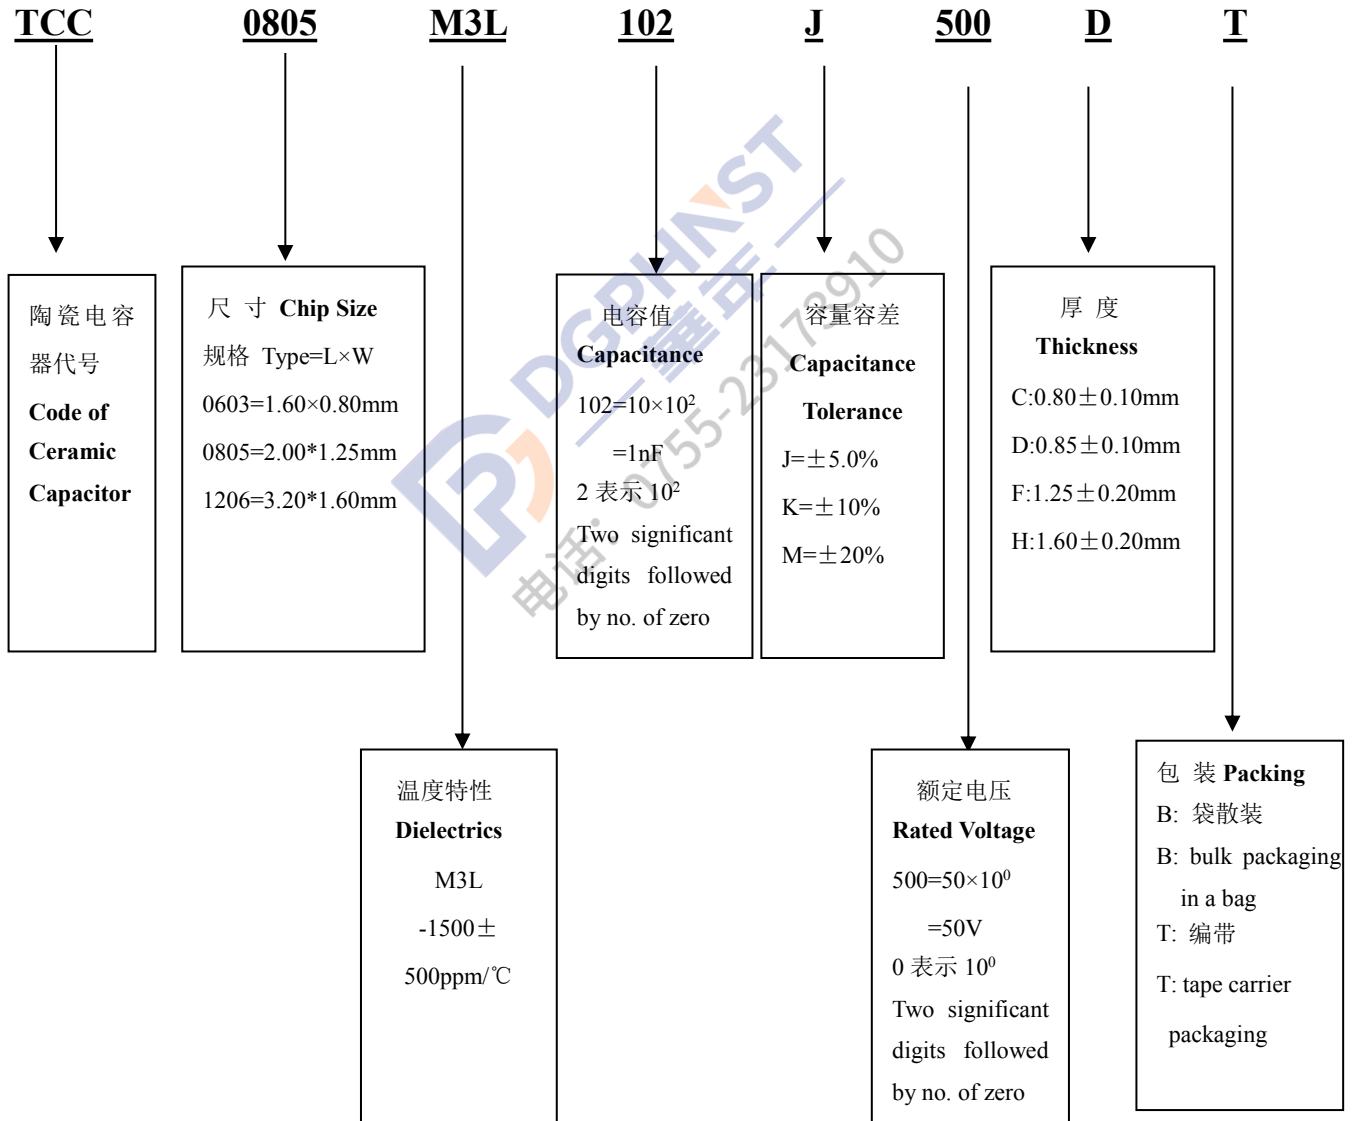 TCC 0805 M3L 102 J 500 D T
陶瓷电容
器代号
Code of
Ceramic
Capacitor
尺 寸 Chip Size
规格 Type=L×W
0603=1.60×0.80mm
0805=2.00*1.25mm
1206=3.20*1.60mm
电容值
Capacitance
102=10×10²
=1nF
2 表示 10²
Two significant
digits followed
by no. of zero
容量容差
Capacitance
Tolerance
J=±5.0%
K=±10%
M=±20%
厚 度
Thickness
C:0.80±0.10mm
D:0.85±0.10mm
F:1.25±0.20mm
H:1.60±0.20mm
温度特性
Dielectrics
M3L
-1500±
500ppm/℃
额定电压
Rated Voltage
500=50×10⁰
=50V
0 表示 10⁰
Two significant
digits followed
by no. of zero
包 装 Packing
B: 袋散装
B: bulk packaging
in a bag
T: 编带
T: tape carrier
packaging
DGPHNST
电话：0755-23173910